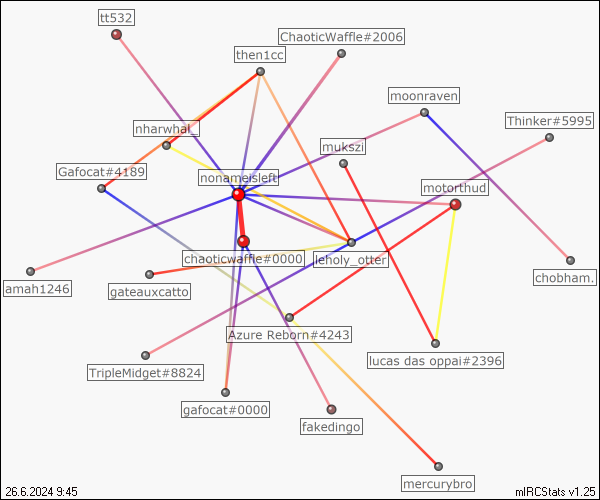 tt532
ChaoticWaffle#2006
then1cc
moonraven
Thinker#5995
nharwhal_
mukszi
Gafocat#4189
nonameisleft
motorthud
chaoticwaffle#0000
leholy_otter
amah1246
gateauxcatto
chobham.
Azure Reborn#4243
lucas das oppai#2396
TripleMidget#8824
gafocat#0000
fakedingo
mercurybro
26.6.2024 9:45
mIRCStats v1.25